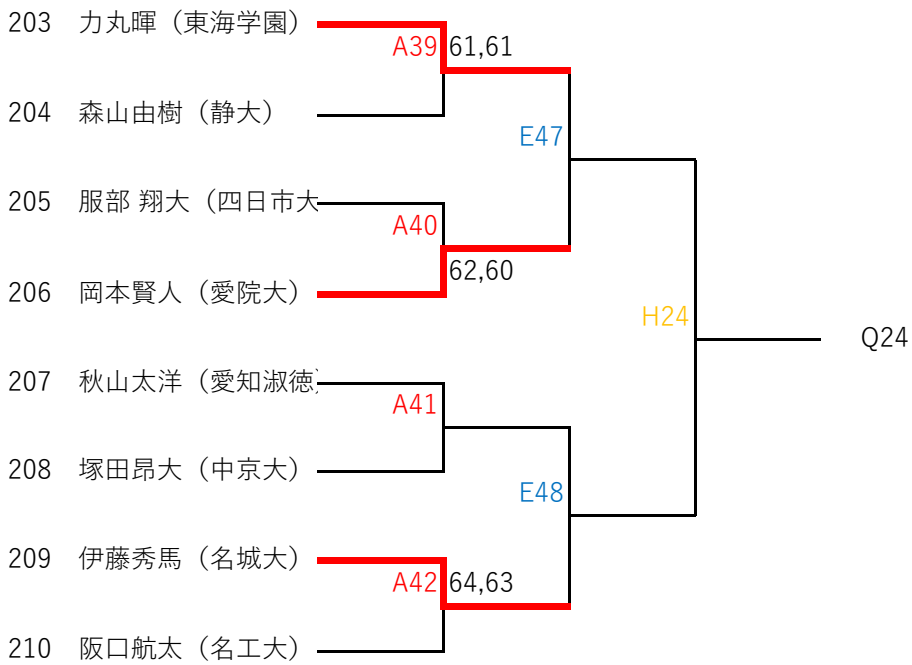 203 力丸暉（東海学園）
A39 61,61
204 森山由樹（静大）
E47
205 服部 翔大（四日市大
A40
62,60
206 岡本賢人（愛院大）
H24
Q24
207 秋山太洋（愛知淑徳）
A41
208 塚田昂大（中京大）
E48
209 伊藤秀馬（名城大）
A42 64,63
210 阪口航太（名工大）